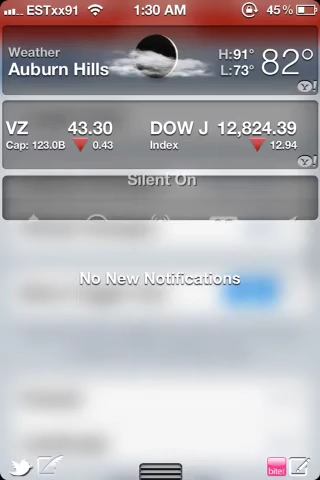 ESTxx91 1:30 AM 45%
Weather
Auburn Hills
H:91° L:73° 82°
Y!
VZ 43.30 DOW J 12,824.39
Cap: 123.0B 0.43 Index 12.94
Y!
Silent On
No New Notifications
bite!